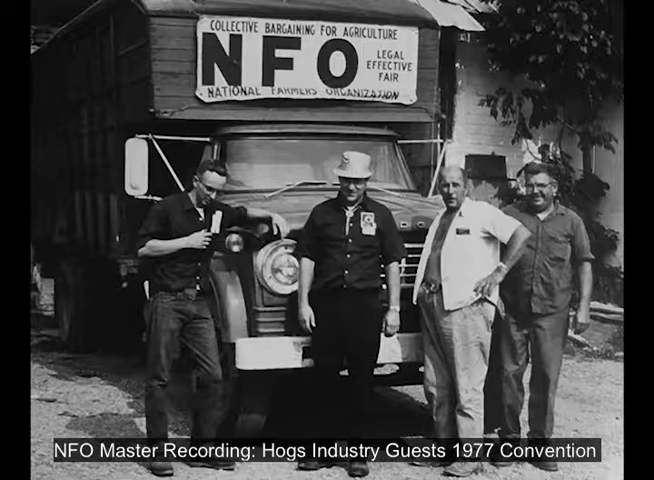 COLLECTIVE BARGAINING FOR AGRICULTURE
NFO
LEGAL
EFFECTIVE
FAIR
NATIONAL FARMERS ORGANIZATION
NFO Master Recording: Hogs Industry Guests 1977 Convention